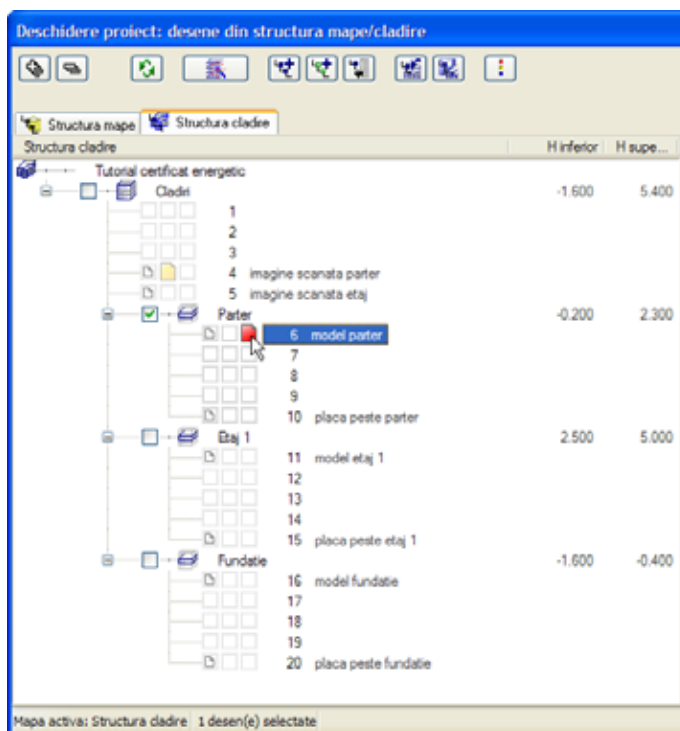 Deschidere proiect: desene din structura mape/cladire
Structura mape Structura cladire
Structura cladire H inferior H supe...
Tutorial certificat energetic
Cladiri -1.600 5.400
1
2
3
4 imagine scanata parter
5 imagine scanata etaj
Parter -0.200 2.300
6 model parter
7
8
9
10 placa peste parter
Etaj 1 2.500 5.000
11 model etaj 1
12
13
14
15 placa peste etaj 1
Fundatie -1.600 -0.400
16 model fundatie
17
18
19
20 placa peste fundatie
Mapa activa: Structura cladire 1 desen(e) selectate